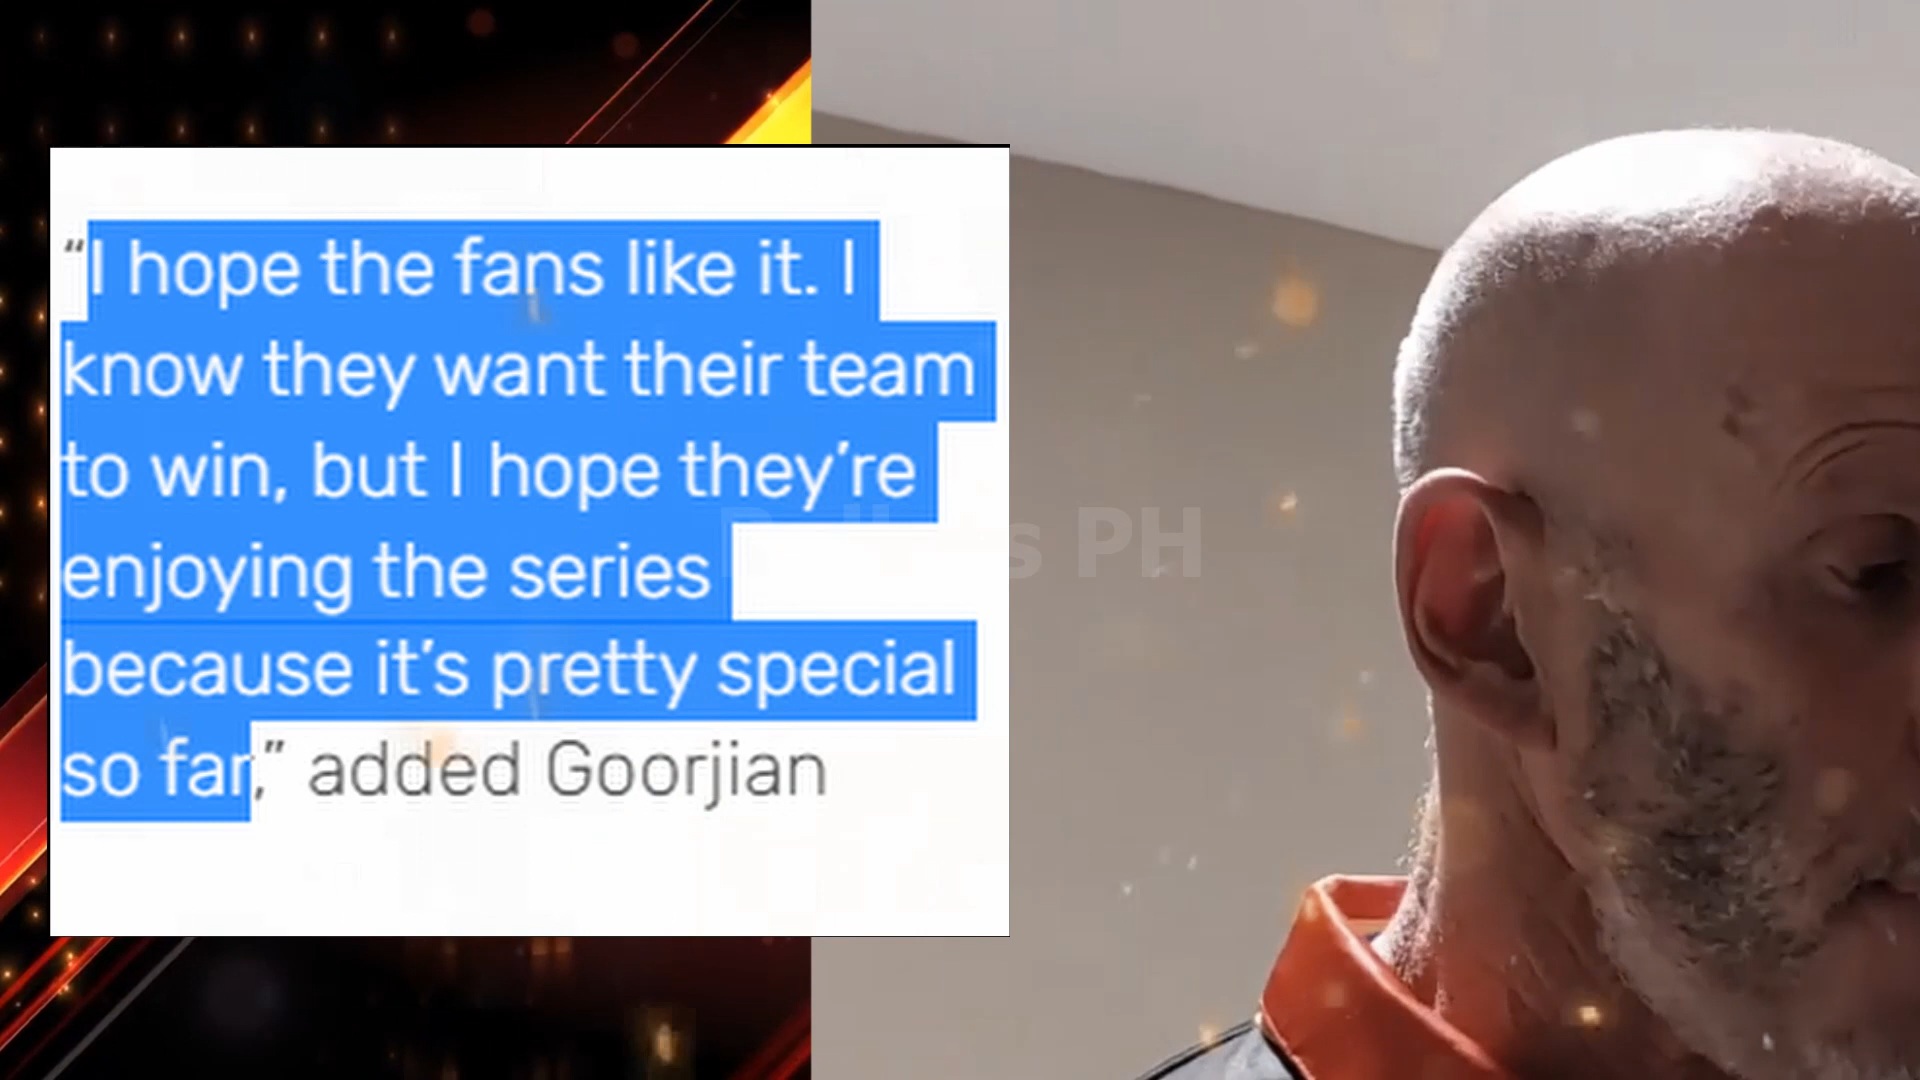 “I hope the fans like it. I
know they want their team
to win, but I hope they’re
enjoying the series
because it’s pretty special
so far,” added Goorjian
PH